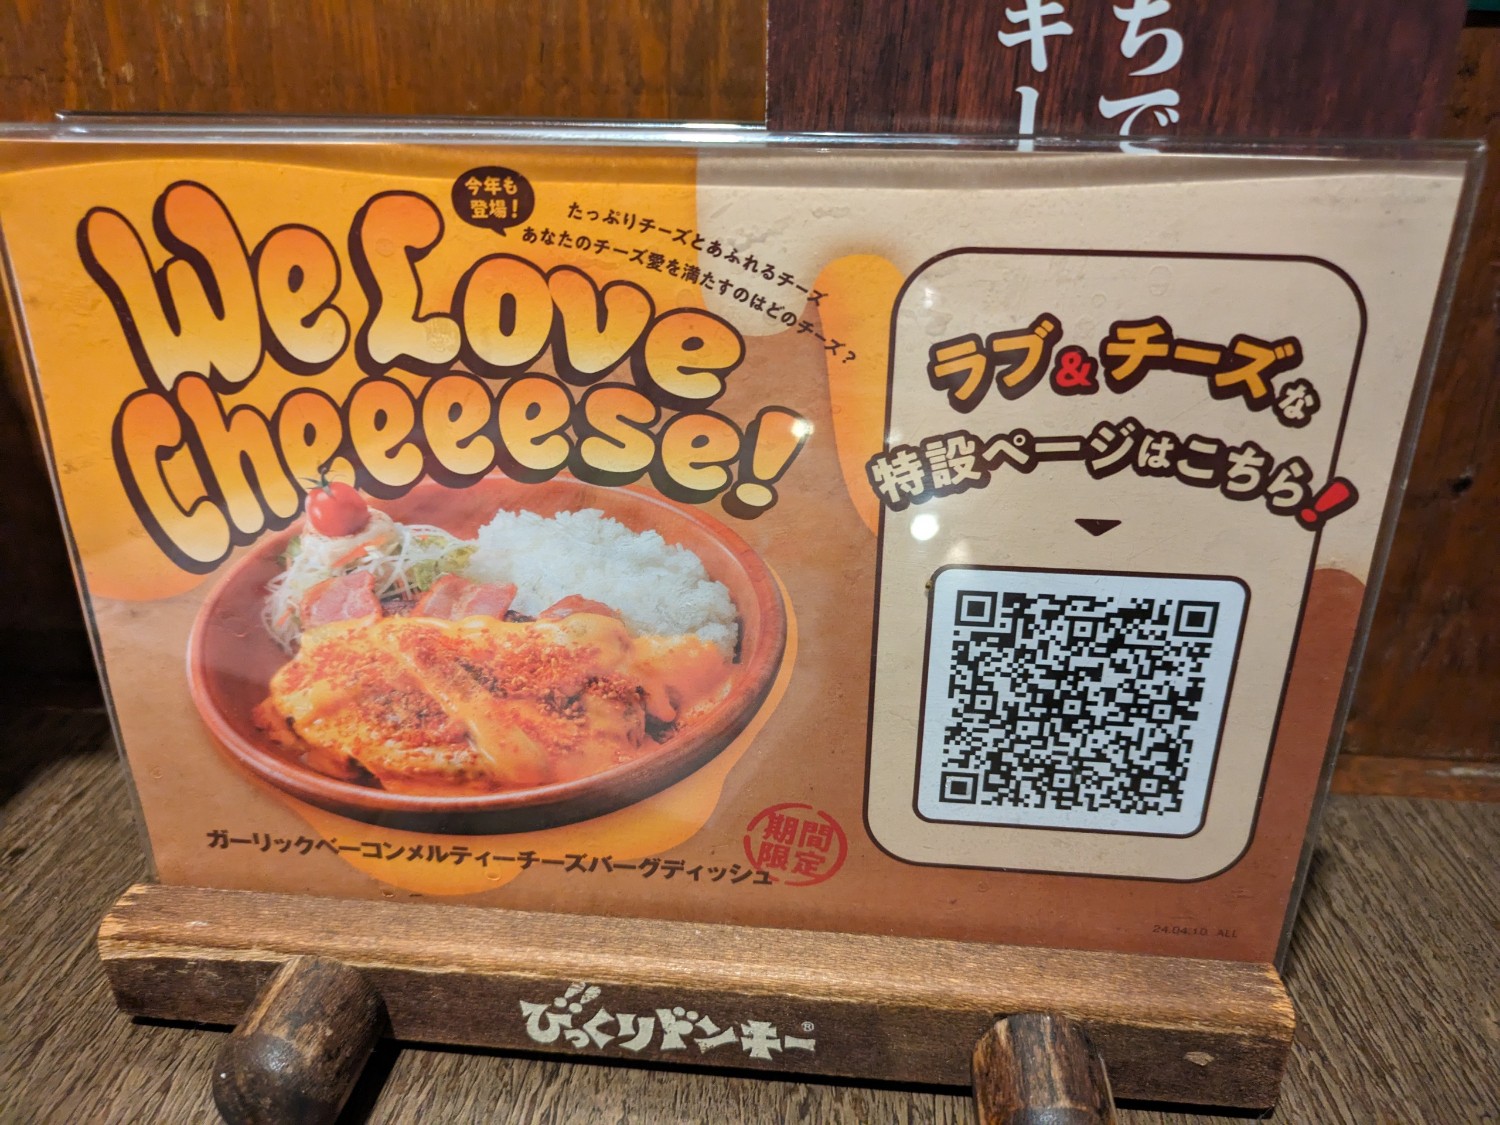 ちで
キー
We Love
Cheeeese!
今年も
登場!
たっぷりチーズとあふれるチーズ
あなたのチーズ愛を満たすのはどのチーズ?
ラブ&チーズな
特設ページはこちら!
ガーリックベーコンメルティーチーズバーグディッシュ
期間
限定
24.04.10 ALL
びっくりドンキー®